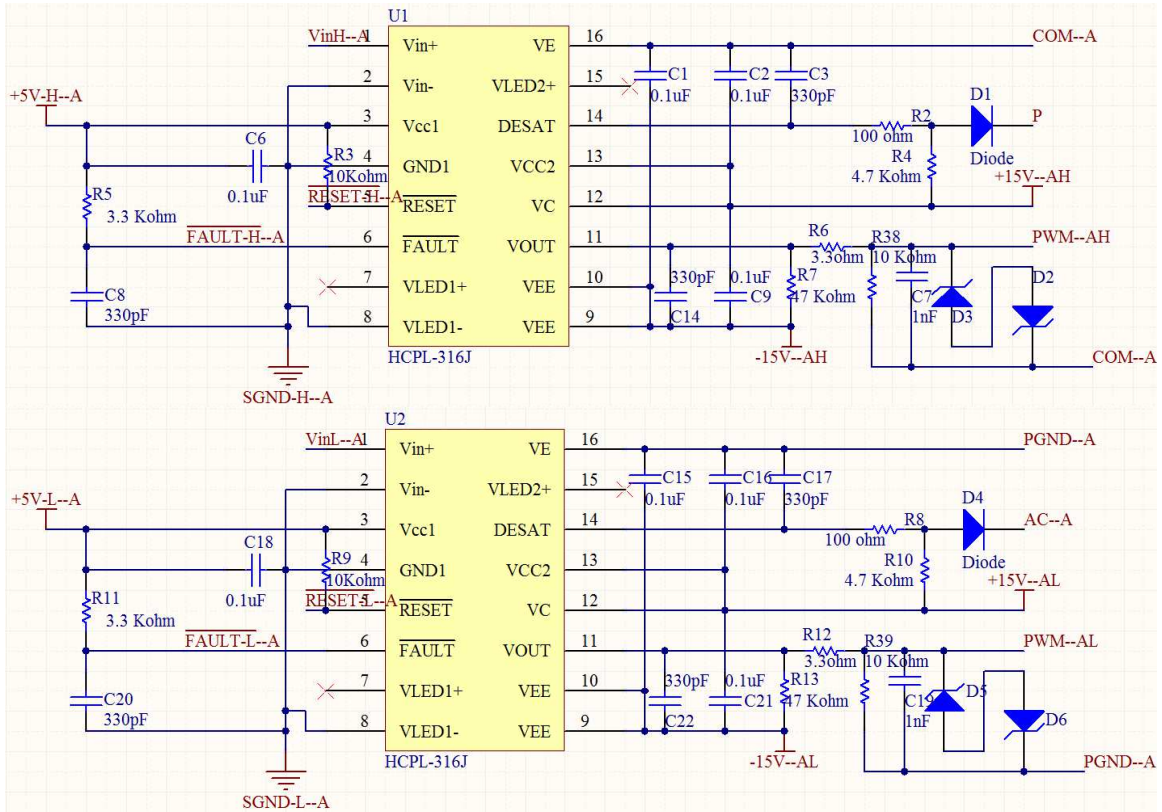 U1
VinH--A 1 Vin+ VE 16 COM--A
2 Vin- VLED2+ 15 C1 0.1uF C2 0.1uF C3 330pF
+5V-H--A
3 Vcc1 DESAT 14 R2 100 ohm D1 Diode P
C6 0.1uF R3 10Kohm 4 GND1 VCC2 13 R4 4.7 Kohm
+15V--AH
R5 3.3 Kohm RESET-H--A 5 RESET VC 12
FAULT-H--A 6 FAULT VOUT 11 R6 3.3ohm R38 10 Kohm PWM--AH
C8 330pF 7 VLED1+ VEE 10 330pF C14 0.1uF C9 R7 47 Kohm C7 1nF D3 D2
8 VLED1- VEE 9
HCPL-316J -15V--AH COM--A
SGND-H--A
U2
VinL--A 1 Vin+ VE 16 PGND--A
2 Vin- VLED2+ 15 C15 0.1uF C16 0.1uF C17 330pF
+5V-L--A
3 Vcc1 DESAT 14 R8 100 ohm D4 Diode AC--A
C18 0.1uF R9 10Kohm 4 GND1 VCC2 13 R10 4.7 Kohm
+15V--AL
R11 3.3 Kohm RESET-L--A 5 RESET VC 12
FAULT-L--A 6 FAULT VOUT 11 R12 3.3ohm R39 10 Kohm PWM--AL
C20 330pF 7 VLED1+ VEE 10 330pF C22 0.1uF C21 R13 47 Kohm C19 1nF D5 D6
8 VLED1- VEE 9
HCPL-316J -15V--AL PGND--A
SGND-L--A